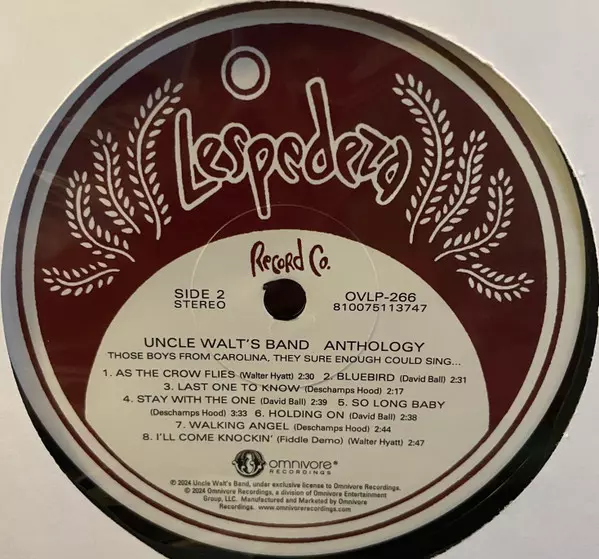 Lespedeza
Record Co.
SIDE 2
STEREO
OVLP-266
810075113747
UNCLE WALT'S BAND ANTHOLOGY
THOSE BOYS FROM CAROLINA, THEY SURE ENOUGH COULD SING...
1. AS THE CROW FLIES (Walter Hyatt) 2:30 2. BLUEBIRD (David Ball) 2:31
3. LAST ONE TO KNOW (Deschamps Hood) 2:17
4. STAY WITH THE ONE (David Ball) 2:39 5. SO LONG BABY
(Deschamps Hood) 3:33 6. HOLDING ON (David Ball) 2:38
7. WALKING ANGEL (Deschamps Hood) 2:44
8. I'LL COME KNOCKIN' (Fiddle Demo) (Walter Hyatt) 2:47
omnivore
RECORDINGS
℗ 2024 Uncle Walt's Band, under exclusive license to Omnivore Recordings.
© 2024 Omnivore Recordings, a division of Omnivore Entertainment
Group, LLC. Manufactured and Marketed by Omnivore
Recordings. www.omnivorerecordings.com